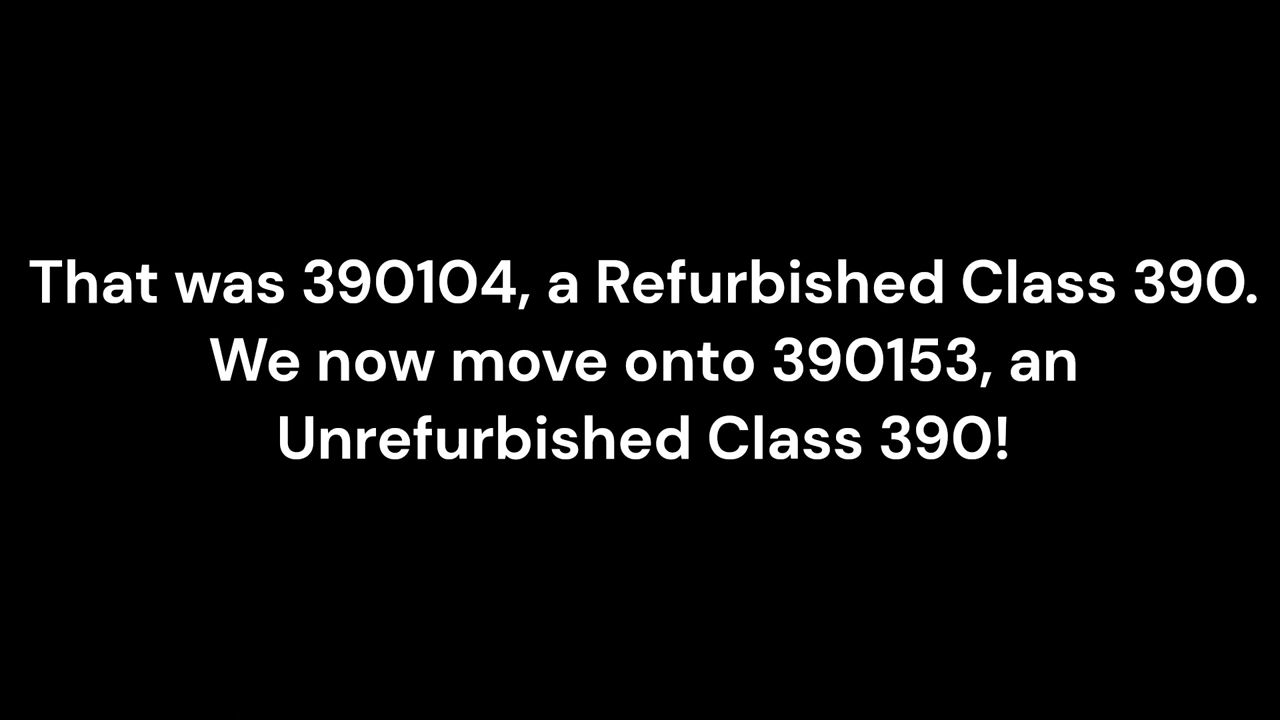 That was 390104, a Refurbished Class 390.
We now move onto 390153, an
Unrefurbished Class 390!